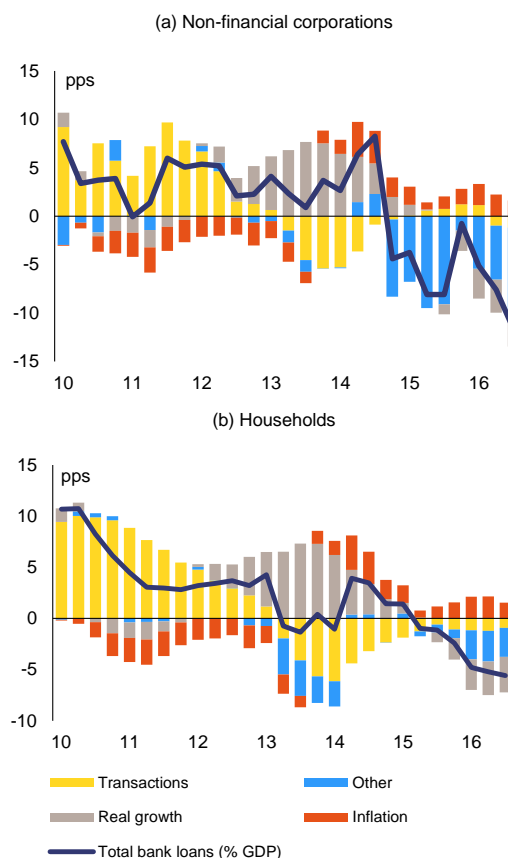 (a) Non-financial corporations
15
pps
10
5
0
-5
-10
-15
10 11 12 13 14 15 16
(b) Households
15
pps
10
5
0
-5
-10
10 11 12 13 14 15 16
Transactions Other
Real growth Inflation
Total bank loans (% GDP)